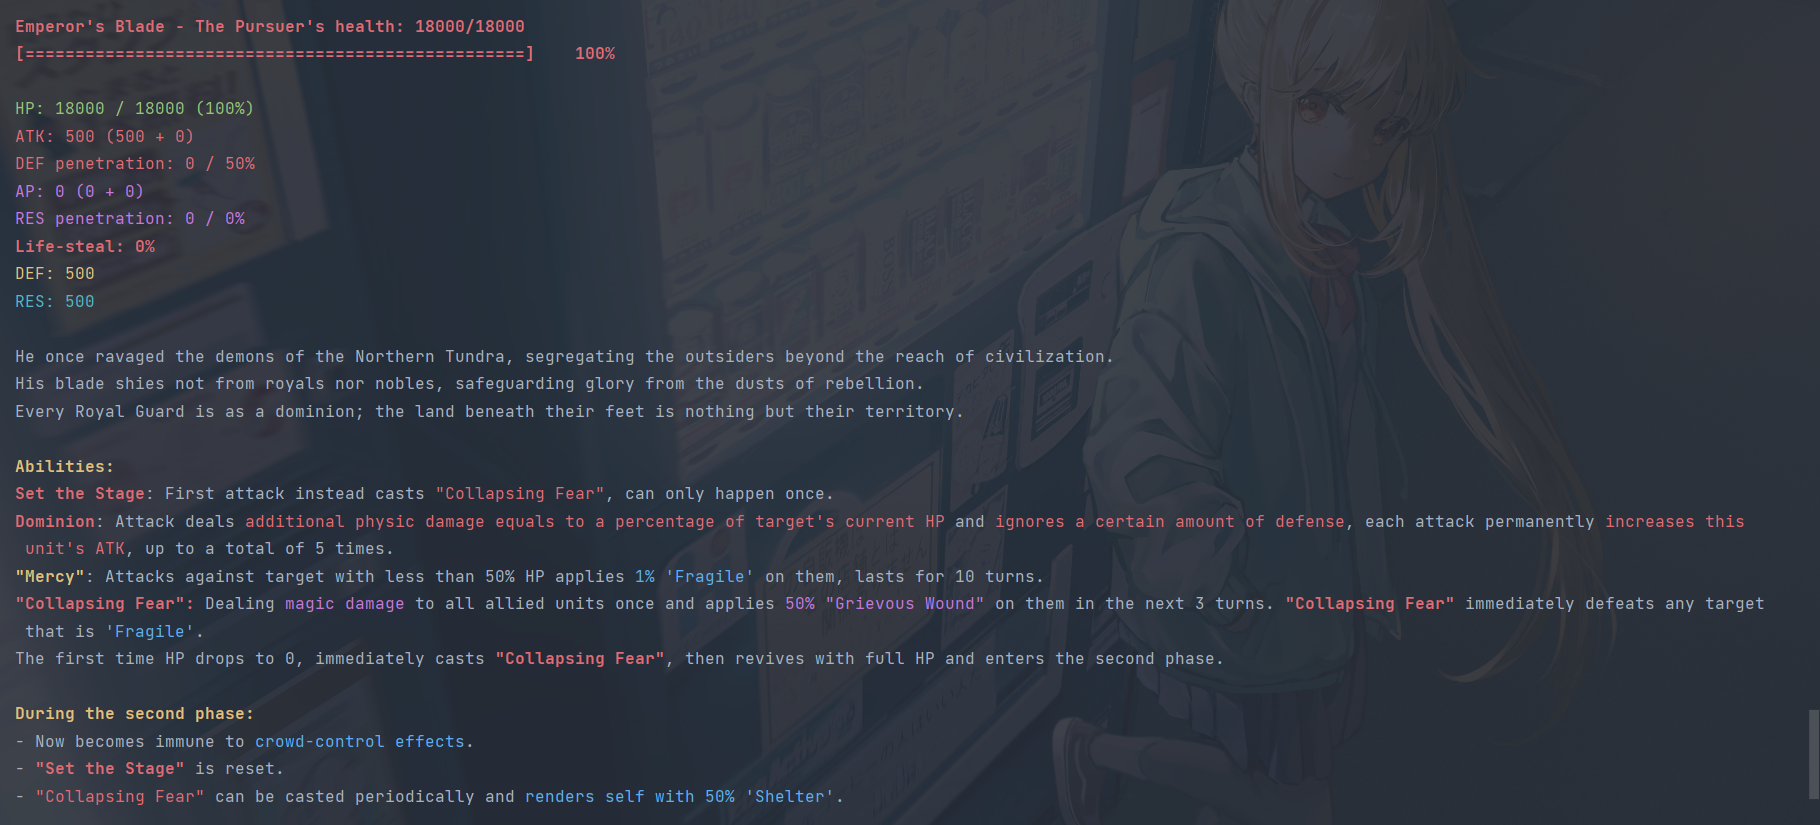 Emperor's Blade - The Pursuer's health: 18000/18000
[==================================================] 100%
HP: 18000 / 18000 (100%)
ATK: 500 (500 + 0)
DEF penetration: 0 / 50%
AP: 0 (0 + 0)
RES penetration: 0 / 0%
Life-steal: 0%
DEF: 500
RES: 500
He once ravaged the demons of the Northern Tundra, segregating the outsiders beyond the reach of civilization.
His blade shies not from royals nor nobles, safeguarding glory from the dusts of rebellion.
Every Royal Guard is as a dominion; the land beneath their feet is nothing but their territory.
Abilities:
Set the Stage: First attack instead casts "Collapsing Fear", can only happen once.
Dominion: Attack deals additional physic damage equals to a percentage of target's current HP and ignores a certain amount of defense, each attack permanently increases this
unit's ATK, up to a total of 5 times.
"Mercy": Attacks against target with less than 50% HP applies 1% 'Fragile' on them, lasts for 10 turns.
"Collapsing Fear": Dealing magic damage to all allied units once and applies 50% "Grievous Wound" on them in the next 3 turns. "Collapsing Fear" immediately defeats any target
that is 'Fragile'.
The first time HP drops to 0, immediately casts "Collapsing Fear", then revives with full HP and enters the second phase.
During the second phase:
- Now becomes immune to crowd-control effects.
- "Set the Stage" is reset.
- "Collapsing Fear" can be casted periodically and renders self with 50% 'Shelter'.